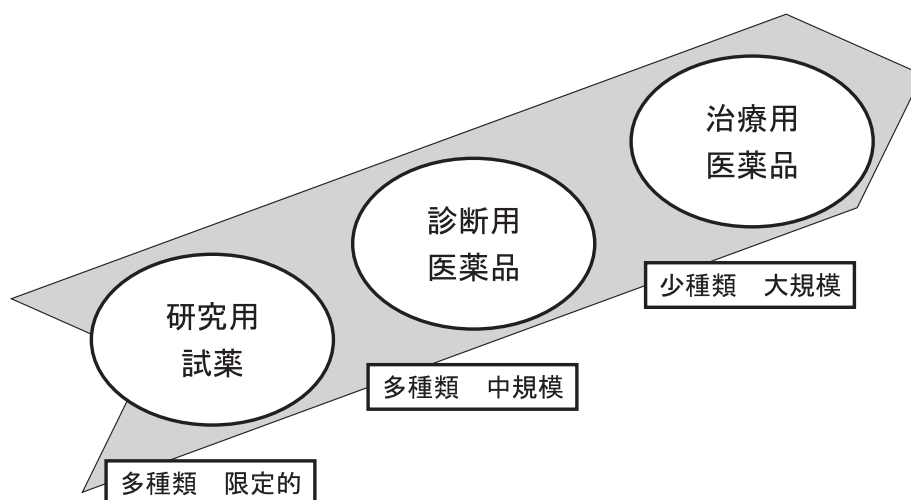 治療用
医薬品
少種類　大規模
診断用
医薬品
多種類　中規模
研究用
試薬
多種類　限定的